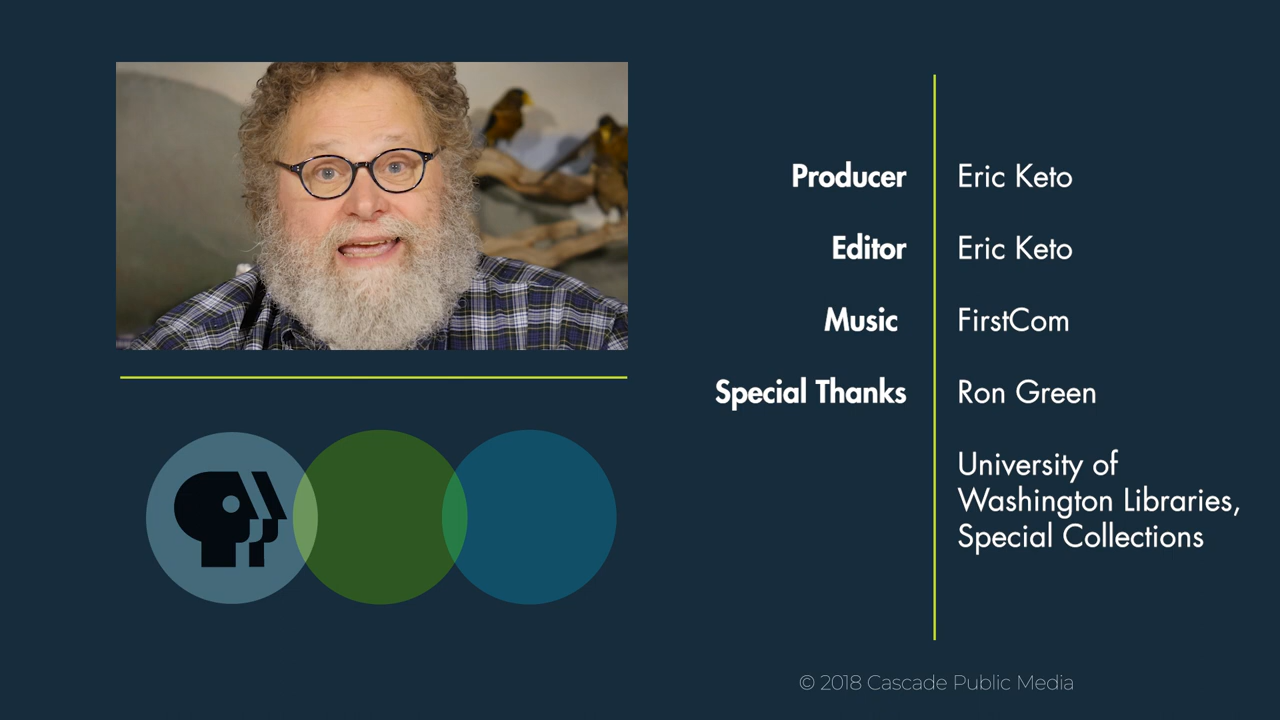 Producer Eric Keto
Editor Eric Keto
Music FirstCom
Special Thanks Ron Green
University of
Washington Libraries,
Special Collections
© 2018 Cascade Public Media